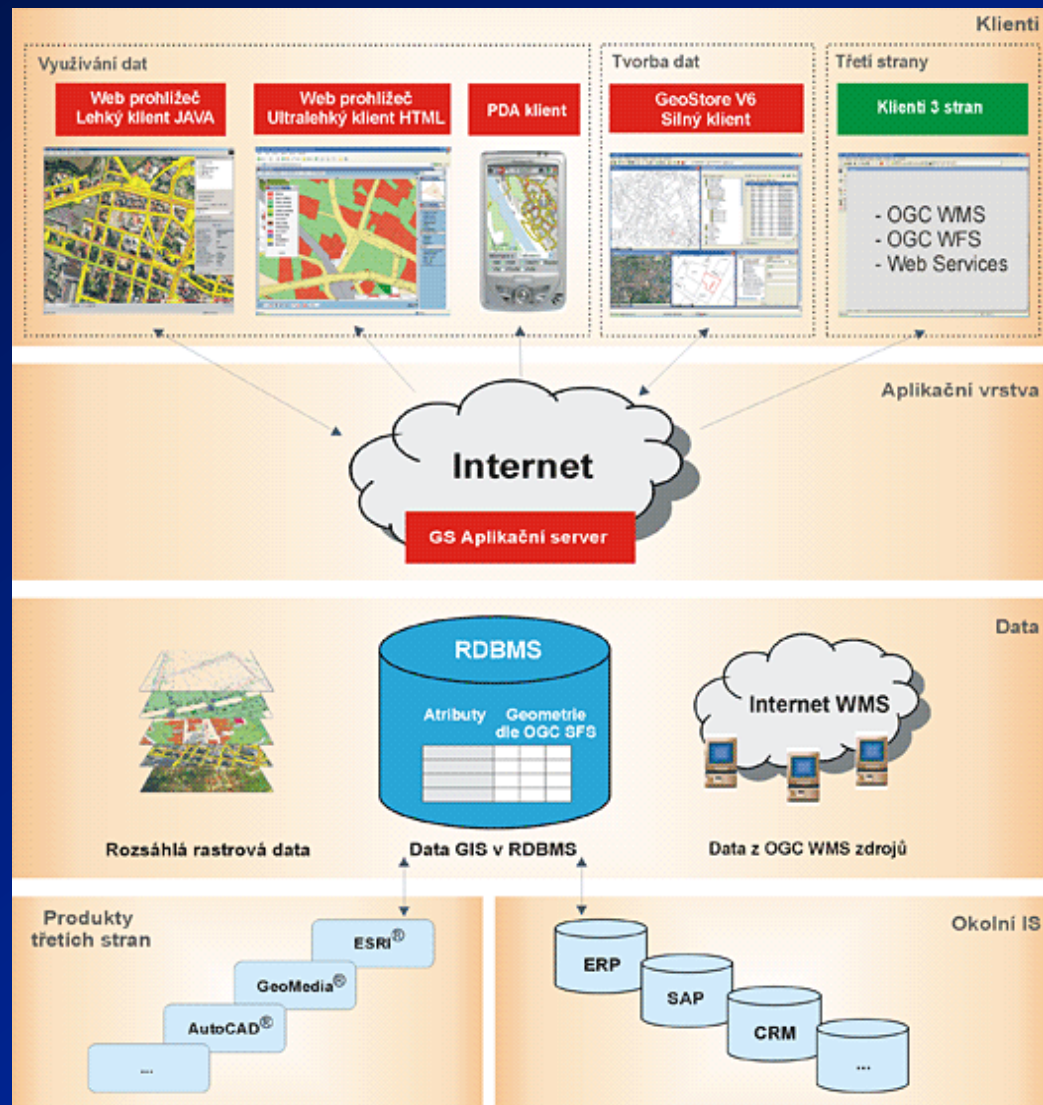 Klienti
Využívání dat
Tvorba dat
Třetí strany
Web prohlížeč
Lehký klient JAVA
Web prohlížeč
Ultralehký klient HTML
PDA klient
GeoStore V6
Silný klient
Klienti 3 stran
- OGC WMS
- OGC WFS
- Web Services
Aplikační vrstva
Internet
GS Aplikační server
Data
RDBMS
Atributy
Geometrie
dle OGC SFS
Internet WMS
Rozsáhlá rastrová data
Data GIS v RDBMS
Data z OGC WMS zdrojů
Produkty
třetích stran
ESRI®
GeoMedia®
AutoCAD®
...
Okolní IS
ERP
SAP
CRM
...